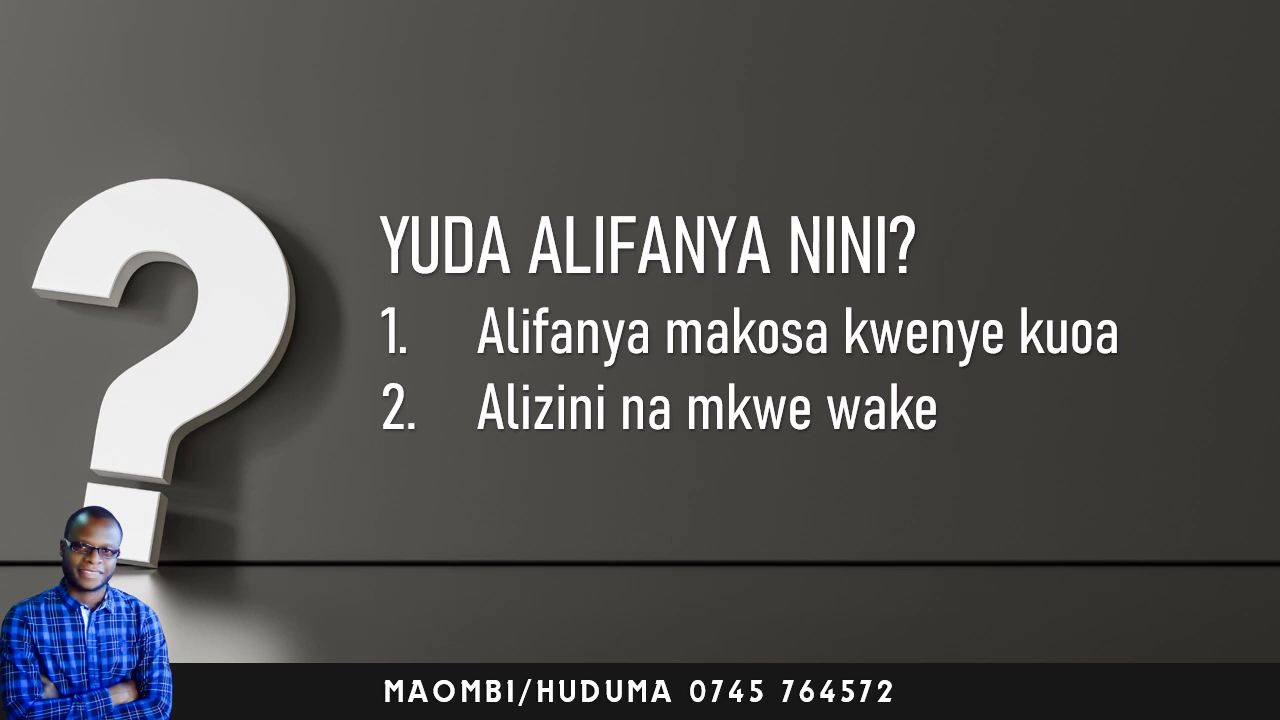 YUDA ALIFANYA NINI?
1. Alifanya makosa kwenye kuoa
2. Alizini na mkwe wake
MAOMBI/HUDUMA 0745 764572